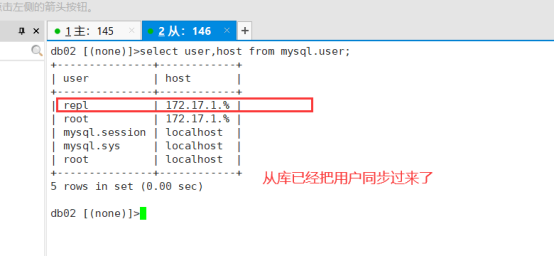 击左侧的箭头按钮。
1 主: 145
2 从: 146
db02 [(none)]>select user,host from mysql.user;
+---------------+------------+
| user          | host       |
+---------------+------------+
| repl          | 172.17.1.% |
| root          | 172.17.1.% |
| mysql.session | localhost  |
| mysql.sys     | localhost  |
| root          | localhost  |
+---------------+------------+
5 rows in set (0.00 sec)
从库已经把用户同步过来了
db02 [(none)]>